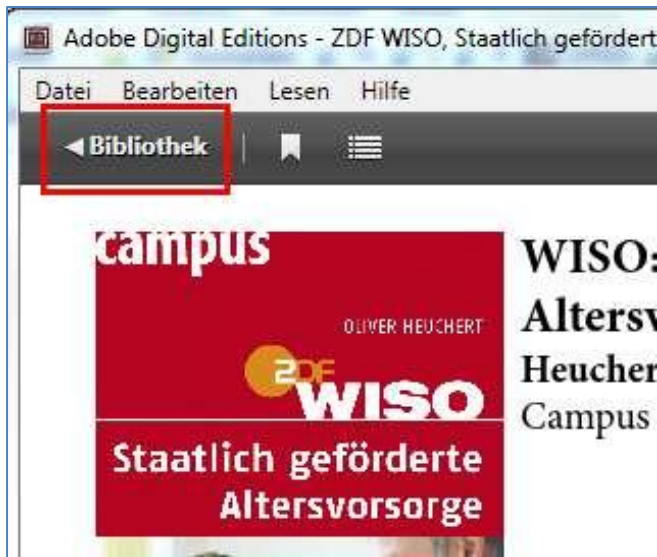 Adobe Digital Editions - ZDF WISO, Staatlich gefördert
Datei Bearbeiten Lesen Hilfe
Bibliothek
campus
WISO:
OLIVER HEUCHERT
Alters
ZDF
Heucher
WISO
Campus
Staatlich geförderte
Altersvorsorge